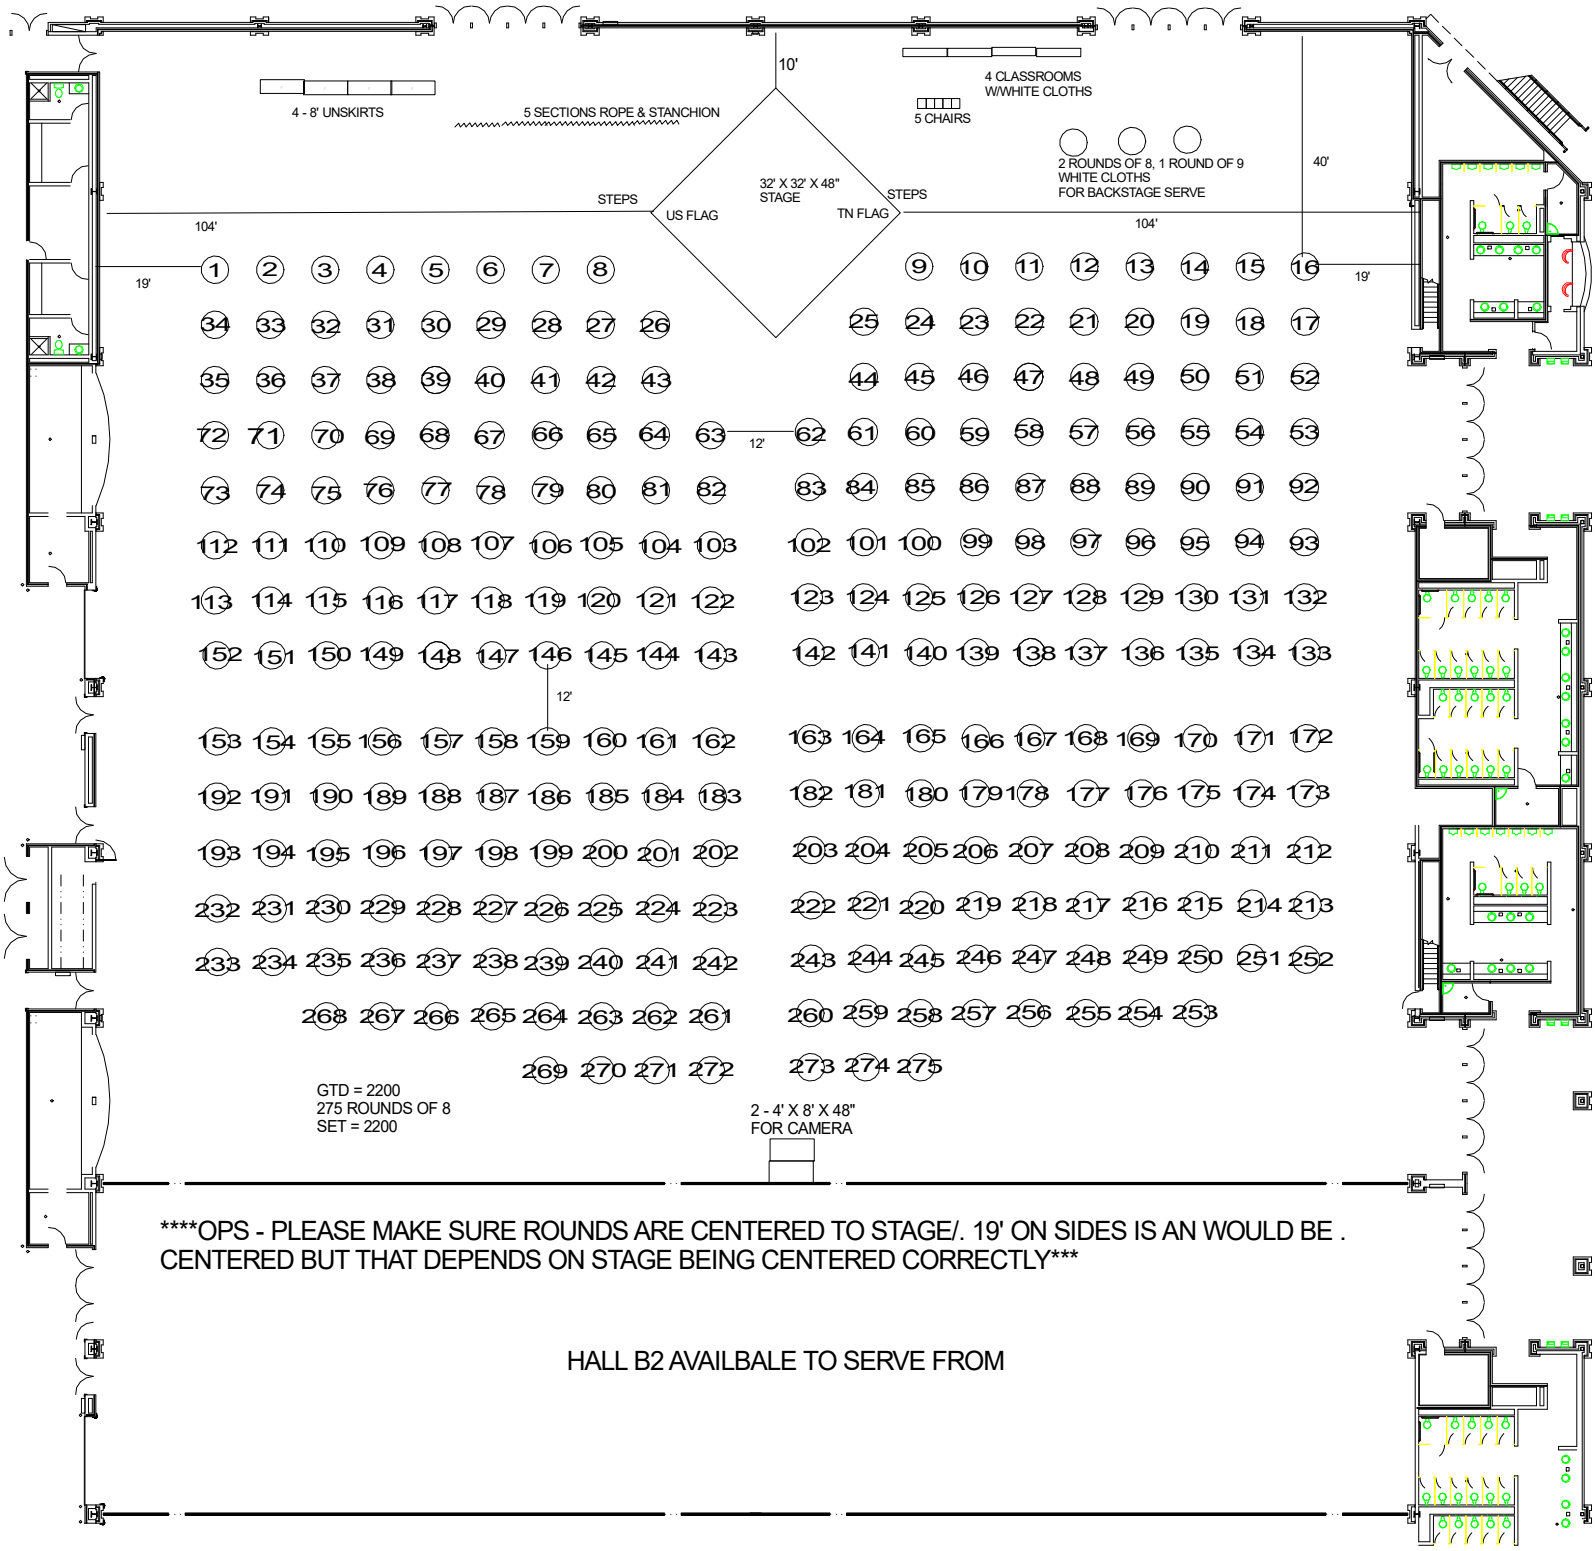 10'
4 CLASSROOMS
W/WHITE CLOTHS
4 - 8' UNSKIRTS
5 SECTIONS ROPE & STANCHION
5 CHAIRS
2 ROUNDS OF 8, 1 ROUND OF 9
WHITE CLOTHS
FOR BACKSTAGE SERVE
40'
32' X 32' X 48"
STAGE
STEPS
STEPS
US FLAG
TN FLAG
104'
104'
19'
19'
1 2 3 4 5 6 7 8 9 10 11 12 13 14 15 16
34 33 32 31 30 29 28 27 26 25 24 23 22 21 20 19 18 17
35 36 37 38 39 40 41 42 43 44 45 46 47 48 49 50 51 52
72 71 70 69 68 67 66 65 64 63 62 61 60 59 58 57 56 55 54 53
12'
73 74 75 76 77 78 79 80 81 82 83 84 85 86 87 88 89 90 91 92
112 111 110 109 108 107 106 105 104 103 102 101 100 99 98 97 96 95 94 93
113 114 115 116 117 118 119 120 121 122 123 124 125 126 127 128 129 130 131 132
152 151 150 149 148 147 146 145 144 143 142 141 140 139 138 137 136 135 134 133
12'
153 154 155 156 157 158 159 160 161 162 163 164 165 166 167 168 169 170 171 172
192 191 190 189 188 187 186 185 184 183 182 181 180 179 178 177 176 175 174 173
193 194 195 196 197 198 199 200 201 202 203 204 205 206 207 208 209 210 211 212
232 231 230 229 228 227 226 225 224 223 222 221 220 219 218 217 216 215 214 213
233 234 235 236 237 238 239 240 241 242 243 244 245 246 247 248 249 250 251 252
268 267 266 265 264 263 262 261 260 259 258 257 256 255 254 253
269 270 271 272 273 274 275
GTD = 2200
275 ROUNDS OF 8
SET = 2200
2 - 4' X 8' X 48"
FOR CAMERA
****OPS - PLEASE MAKE SURE ROUNDS ARE CENTERED TO STAGE/. 19' ON SIDES IS AN WOULD BE .
CENTERED BUT THAT DEPENDS ON STAGE BEING CENTERED CORRECTLY***
HALL B2 AVAILBALE TO SERVE FROM